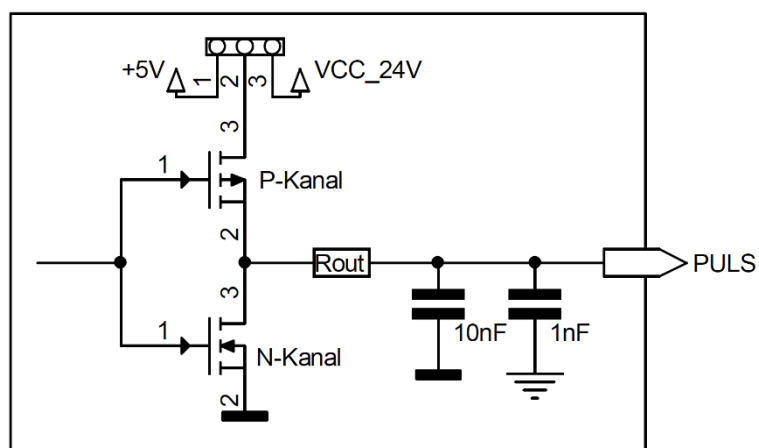 +5V
1
2
3
VCC_24V
3
1
P-Kanal
2
Rout
PULS
3
10nF
1nF
1
N-Kanal
2